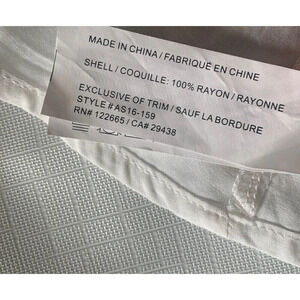 MADE IN CHINA / FABRIQUÉ EN CHINE
SHELL / COQUILLE: 100% RAYON / RAYONNE
EXCLUSIVE OF TRIM / SAUF LA BORDURE
STYLE # AS16-159
RN# 122665 / CA# 29438